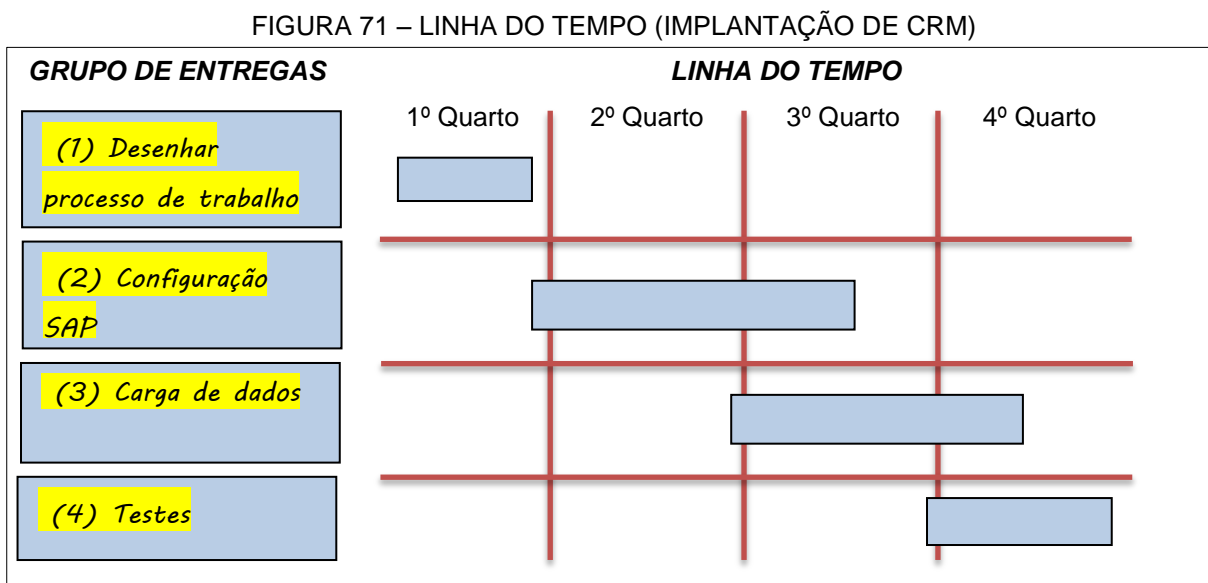 FIGURA 71 – LINHA DO TEMPO (IMPLANTAÇÃO DE CRM)
GRUPO DE ENTREGAS
LINHA DO TEMPO
1º Quarto
2º Quarto
3º Quarto
4º Quarto
(1) Desenhar
processo de trabalho
(2) Configuração
SAP
(3) Carga de dados
(4) Testes